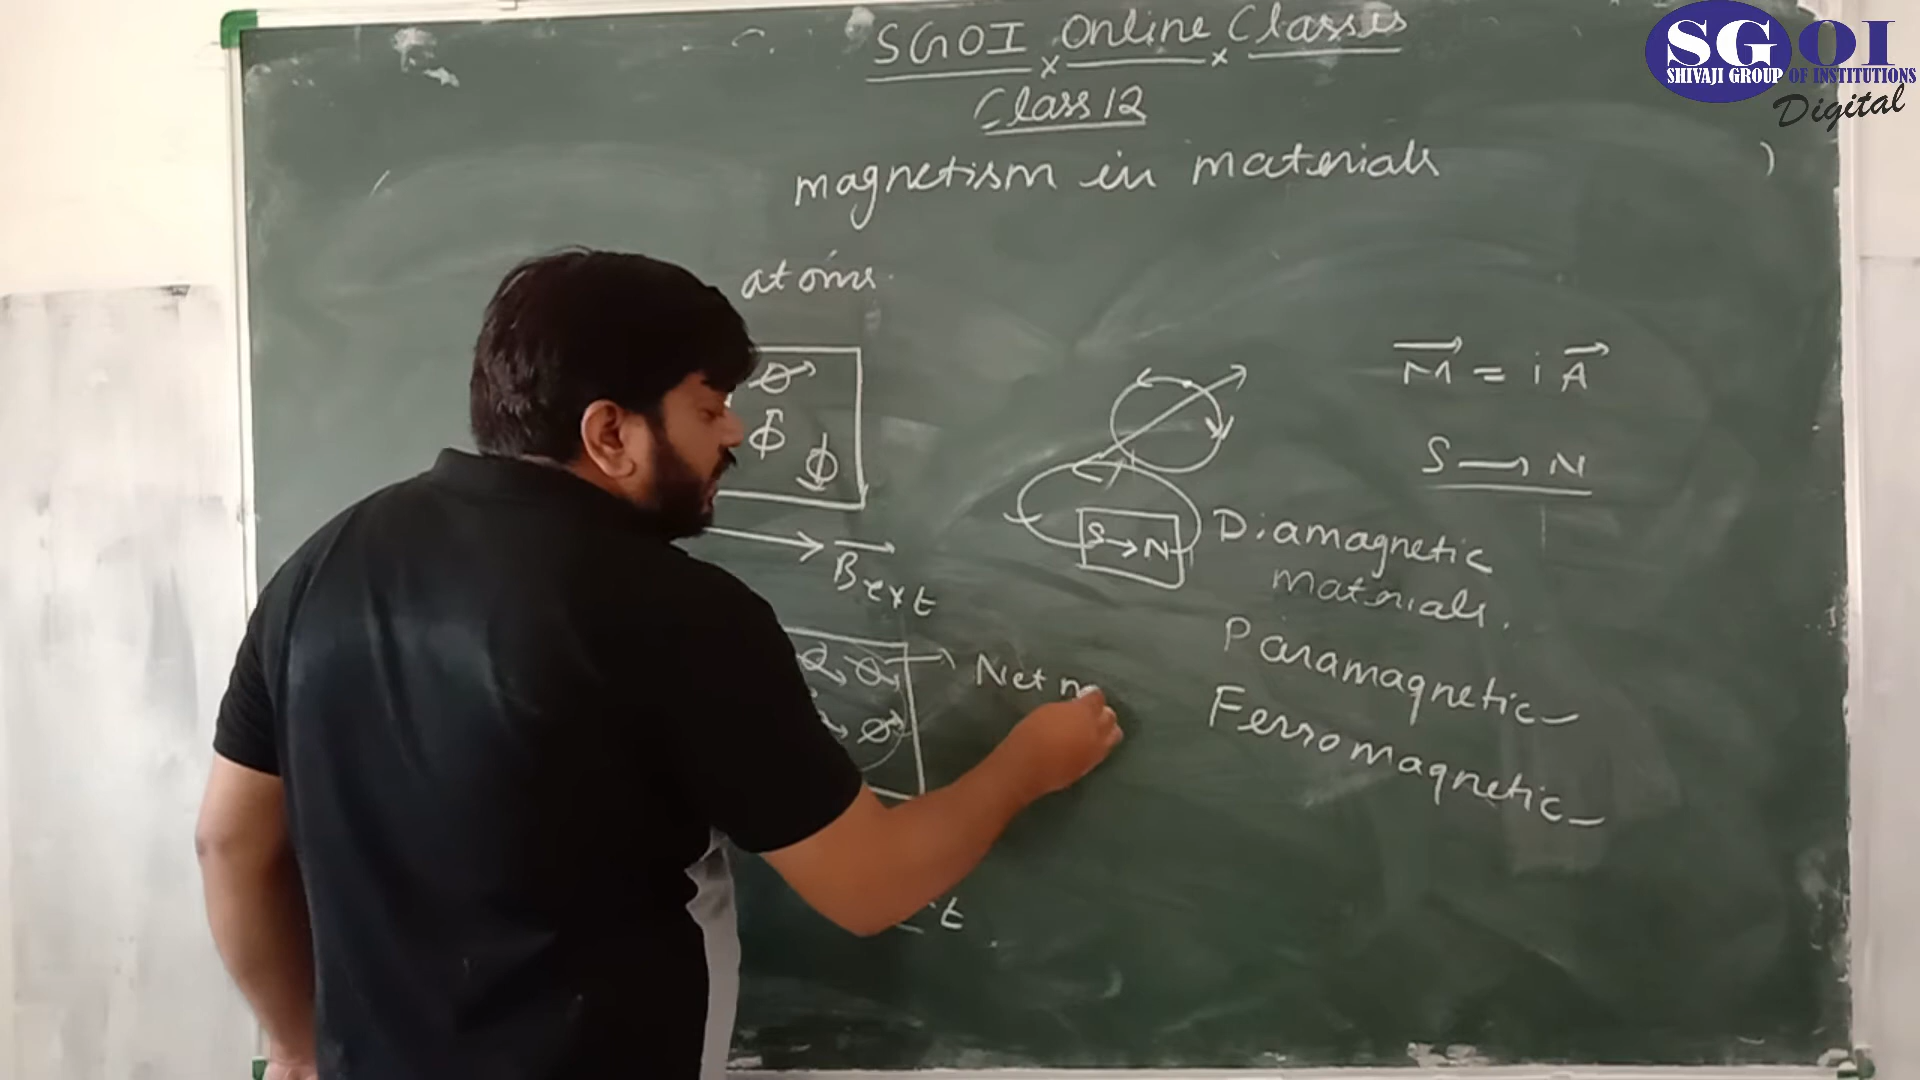 SGOI
SHIVAJI GROUP OF INSTITUTIONS
Digital
SGOI x Online x Classes
Class 12
magnetism in materials
atoms
M = i A
S → N
S → N
Diamagnetic
materials.
Bext
Paramagnetic -
Net m
Ferromagnetic -
t